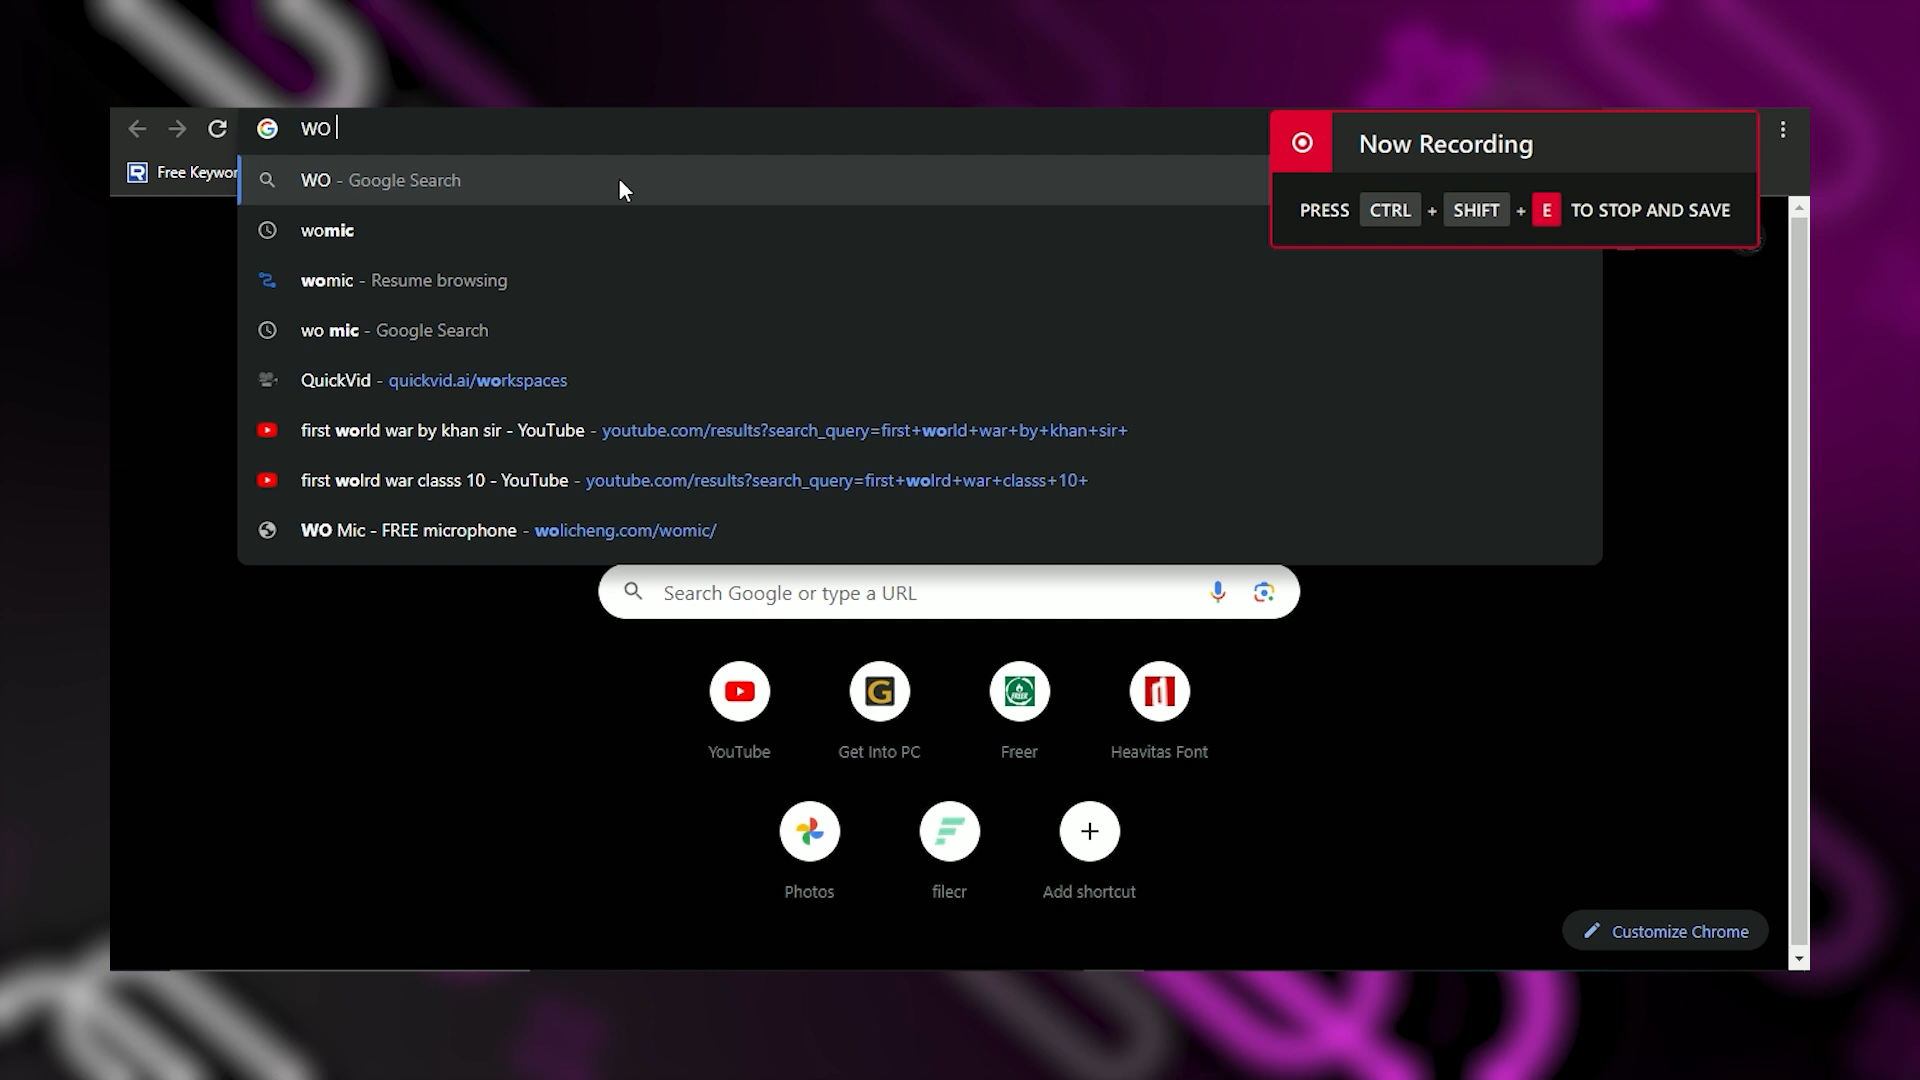 WO
Now Recording
Free Keywor
WO - Google Search
PRESS CTRL + SHIFT + E TO STOP AND SAVE
womic
womic - Resume browsing
wo mic - Google Search
QuickVid - quickvid.ai/workspaces
first world war by khan sir - YouTube - youtube.com/results?search_query=first+world+war+by+khan+sir+
first wolrd war classs 10 - YouTube - youtube.com/results?search_query=first+wolrd+war+classs+10+
WO Mic - FREE microphone - wolicheng.com/womic/
Search Google or type a URL
YouTube
Get Into PC
Freer
Heavitas Font
Photos
filecr
Add shortcut
Customize Chrome